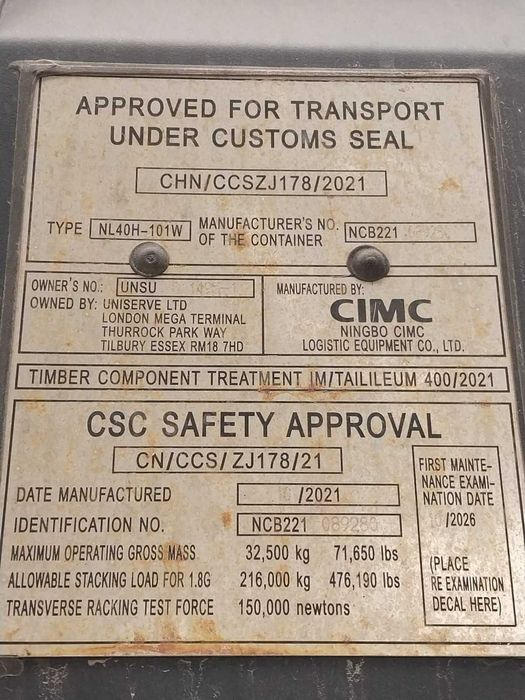 APPROVED FOR TRANSPORT
UNDER CUSTOMS SEAL
CHN/CCSZJ178/2021
TYPE NL40H-101W MANUFACTURER'S NO. OF THE CONTAINER NCB221
OWNER'S NO.: UNSU
OWNED BY: UNISERVE LTD
LONDON MEGA TERMINAL
THURROCK PARK WAY
TILBURY ESSEX RM18 7HD
MANUFACTURED BY:
CIMC
NINGBO CIMC
LOGISTIC EQUIPMENT CO., LTD.
TIMBER COMPONENT TREATMENT IM/TAILILEUM 400/2021
CSC SAFETY APPROVAL
CN/CCS/ZJ178/21
DATE MANUFACTURED /2021
IDENTIFICATION NO. NCB221
MAXIMUM OPERATING GROSS MASS 32,500 kg 71,650 lbs
ALLOWABLE STACKING LOAD FOR 1.8G 216,000 kg 476,190 lbs
TRANSVERSE RACKING TEST FORCE 150,000 newtons
FIRST MAINTE-
NANCE EXAMI-
NATION DATE
/2026
(PLACE
RE EXAMINATION
DECAL HERE)